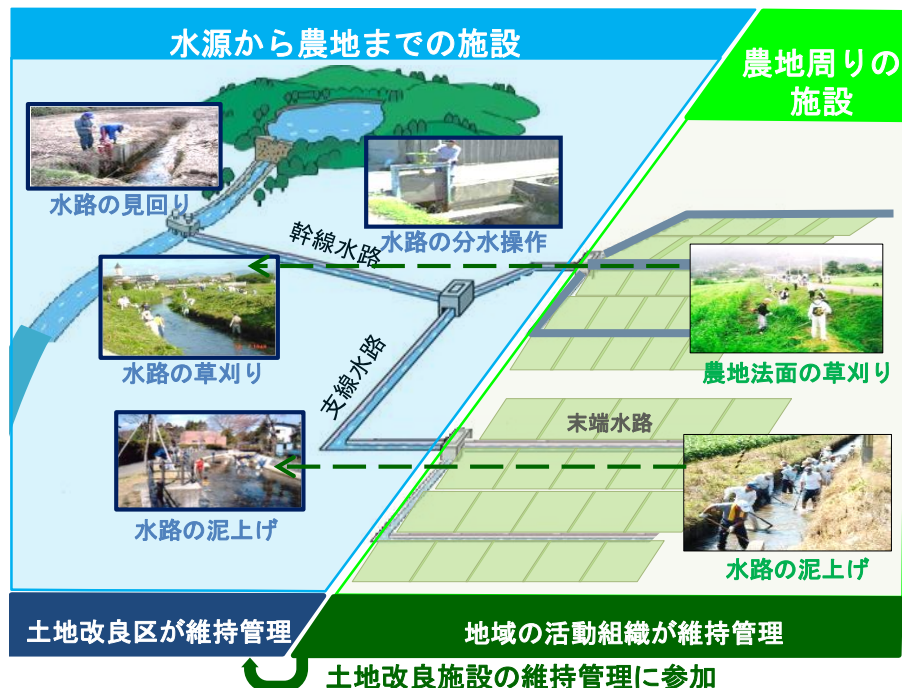 水源から農地までの施設
農地周りの
施設
水路の見回り
水路の分水操作
幹線水路
水路の草刈り
農地法面の草刈り
支線水路
末端水路
水路の泥上げ
水路の泥上げ
土地改良区が維持管理
地域の活動組織が維持管理
土地改良施設の維持管理に参加